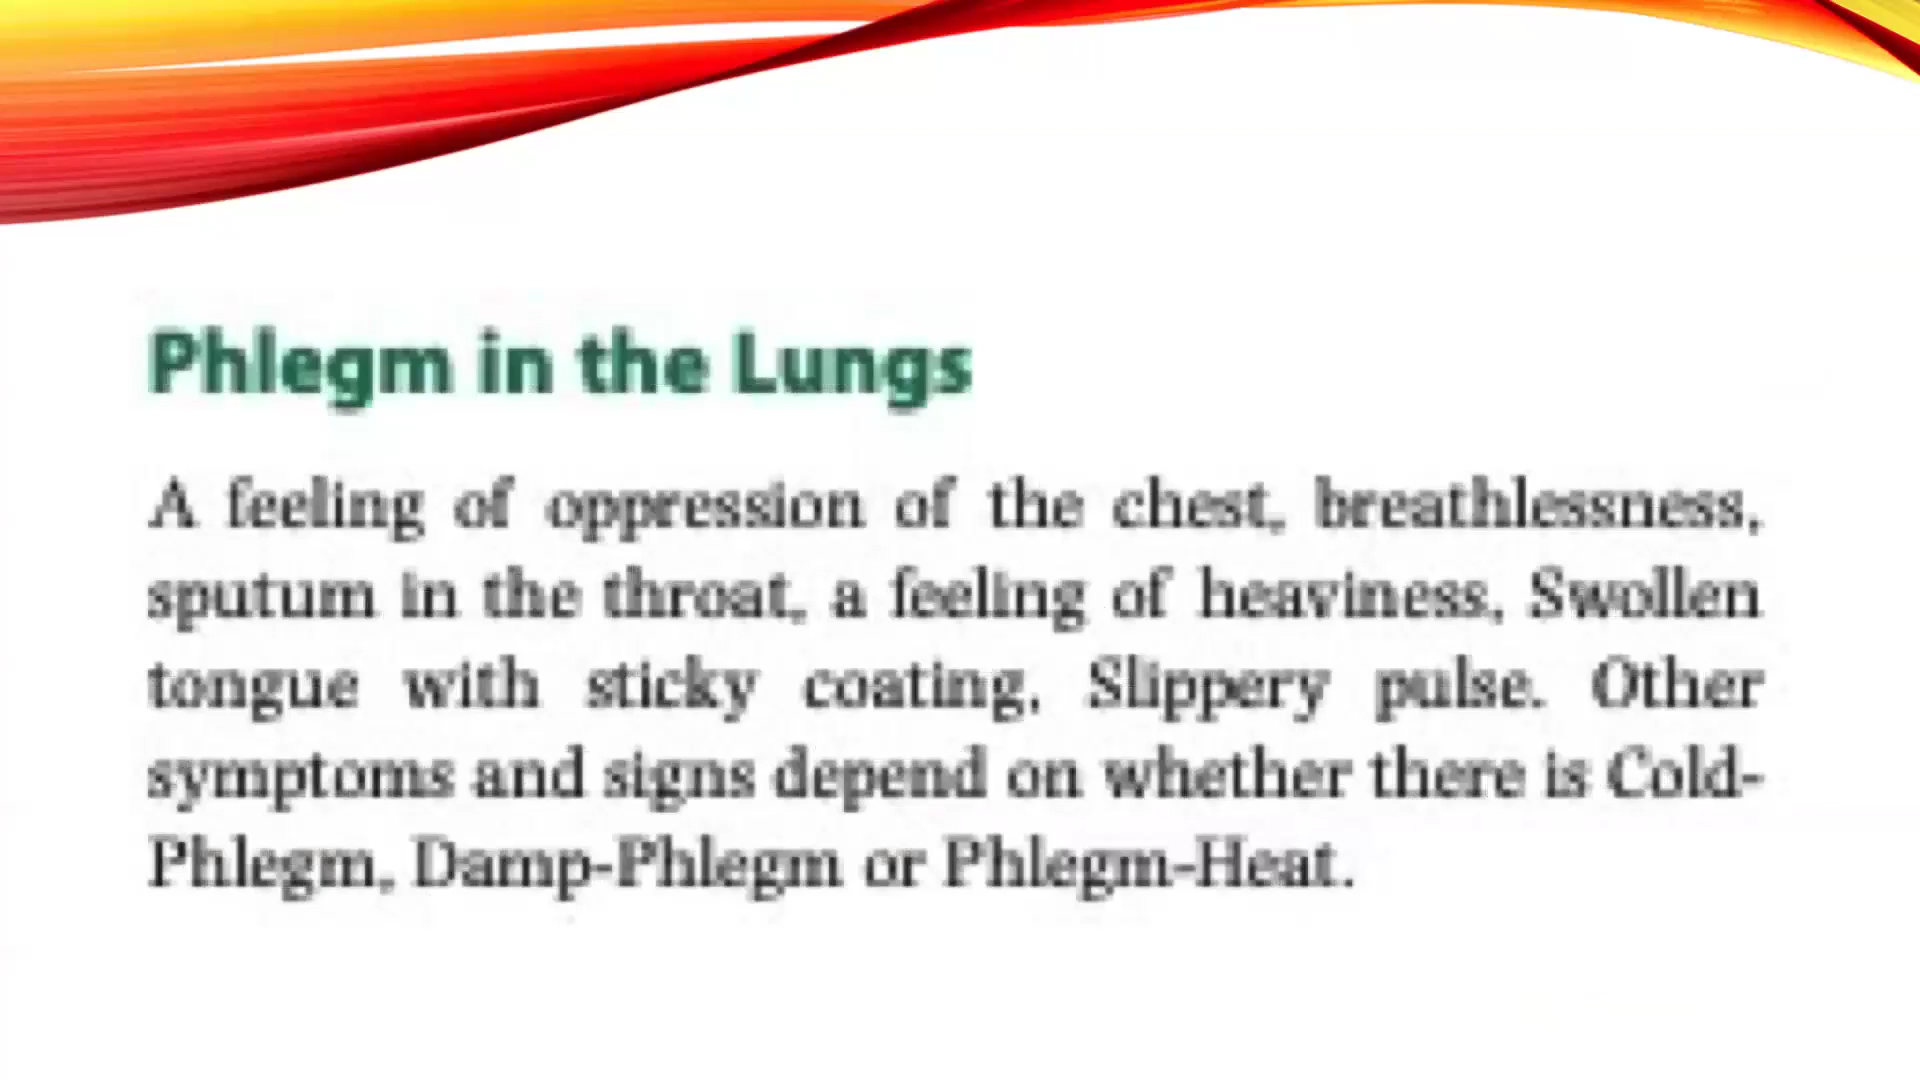 Phlegm in the Lungs
A feeling of oppression of the chest, breathlessness,
sputum in the throat, a feeling of heaviness, Swollen
tongue with sticky coating, Slippery pulse. Other
symptoms and signs depend on whether there is Cold-
Phlegm, Damp-Phlegm or Phlegm-Heat.